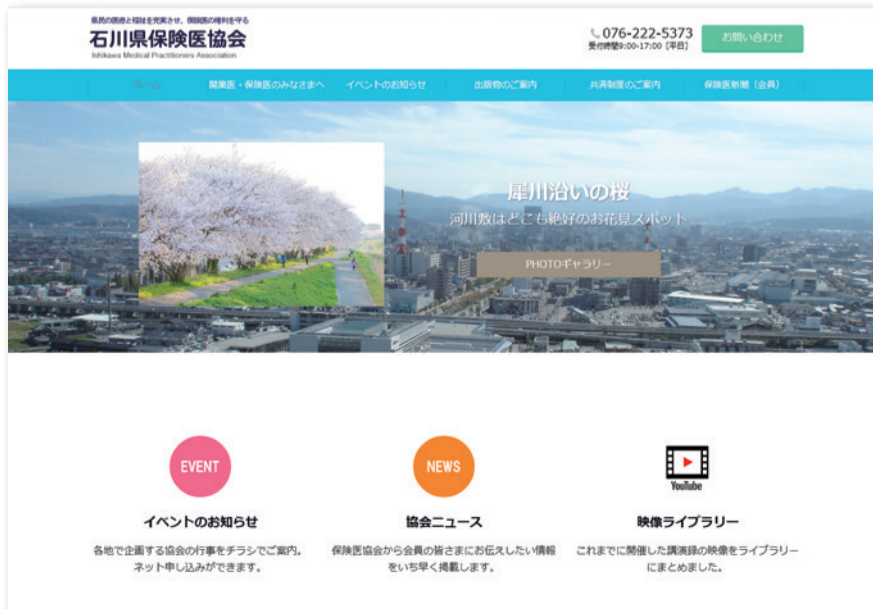 県民の医療と福祉を充実させ、保険医の権利を守る
石川県保険医協会
Ishikawa Medical Practitioners Association
076-222-5373
受付時間9:00-17:00 [平日]
お問い合わせ
ホーム
開業医・保険医のみなさまへ
イベントのお知らせ
出版物のご案内
共済制度のご案内
保険医新聞（会員）
犀川沿いの桜
河川敷はどこも絶好のお花見スポット
PHOTOギャラリー
EVENT
NEWS
YouTube
イベントのお知らせ
協会ニュース
映像ライブラリー
各地で企画する協会の行事をチラシでご案内。
ネット申し込みができます。
保険医協会から会員の皆さまにお伝えしたい情報
をいち早く掲載します。
これまでに開催した講演録の映像をライブラリー
にまとめました。